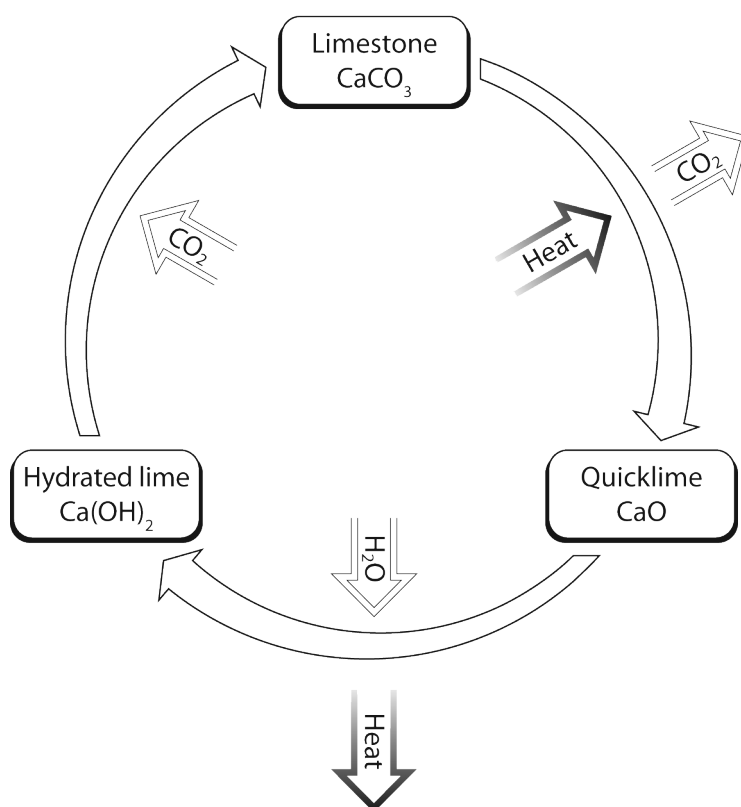 Limestone
CaCO₃
CO₂
Heat
CO₂
Hydrated lime
Ca(OH)₂
Quicklime
CaO
H₂O
Heat